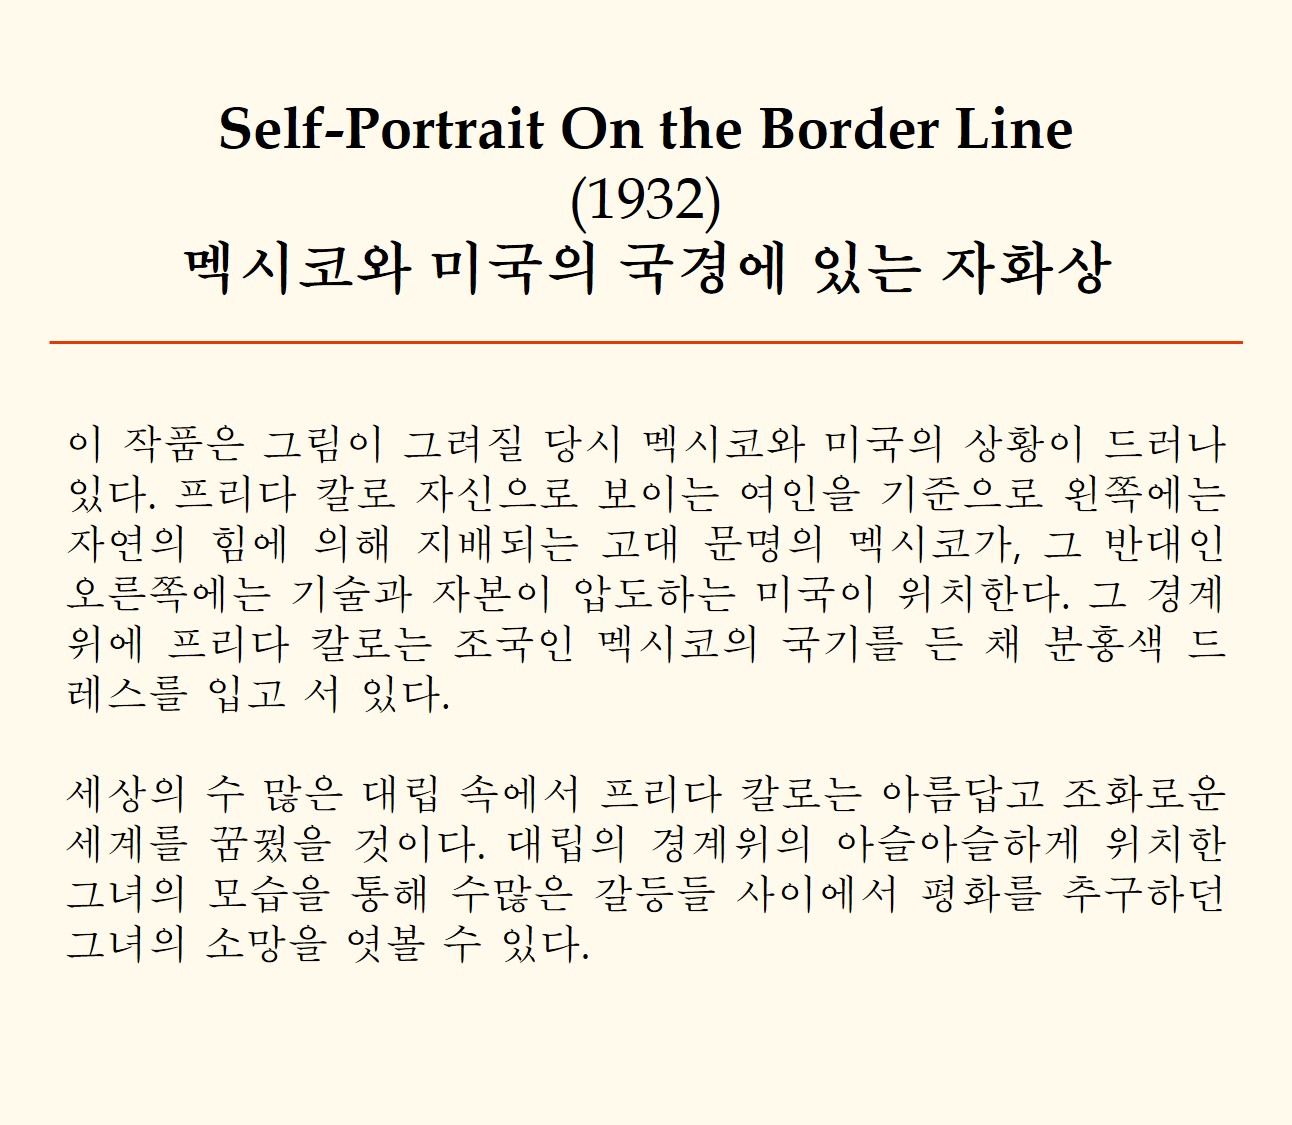 Self-Portrait On the Border Line
(1932)
멕시코와 미국의 국경에 있는 자화상
이 작품은 그림이 그려질 당시 멕시코와 미국의 상황이 드러나
있다. 프리다 칼로 자신으로 보이는 여인을 기준으로 왼쪽에는
자연의 힘에 의해 지배되는 고대 문명의 멕시코가, 그 반대인
오른쪽에는 기술과 자본이 압도하는 미국이 위치한다. 그 경계
위에 프리다 칼로는 조국인 멕시코의 국기를 든 채 분홍색 드
레스를 입고 서 있다.
세상의 수 많은 대립 속에서 프리다 칼로는 아름답고 조화로운
세계를 꿈꿨을 것이다. 대립의 경계위의 아슬아슬하게 위치한
그녀의 모습을 통해 수많은 갈등들 사이에서 평화를 추구하던
그녀의 소망을 엿볼 수 있다.